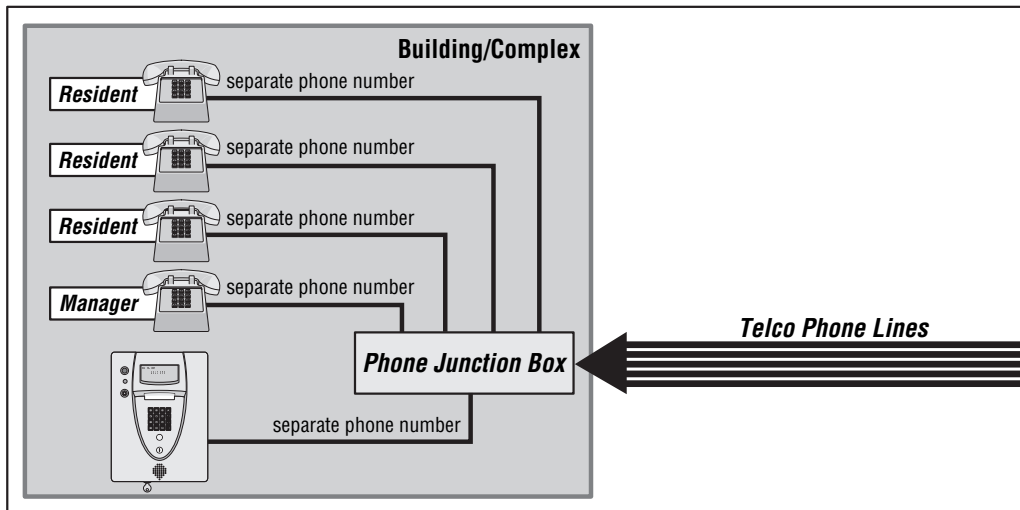 Building/Complex
Resident
separate phone number
Resident
separate phone number
Resident
separate phone number
Manager
separate phone number
Telco Phone Lines
Phone Junction Box
separate phone number